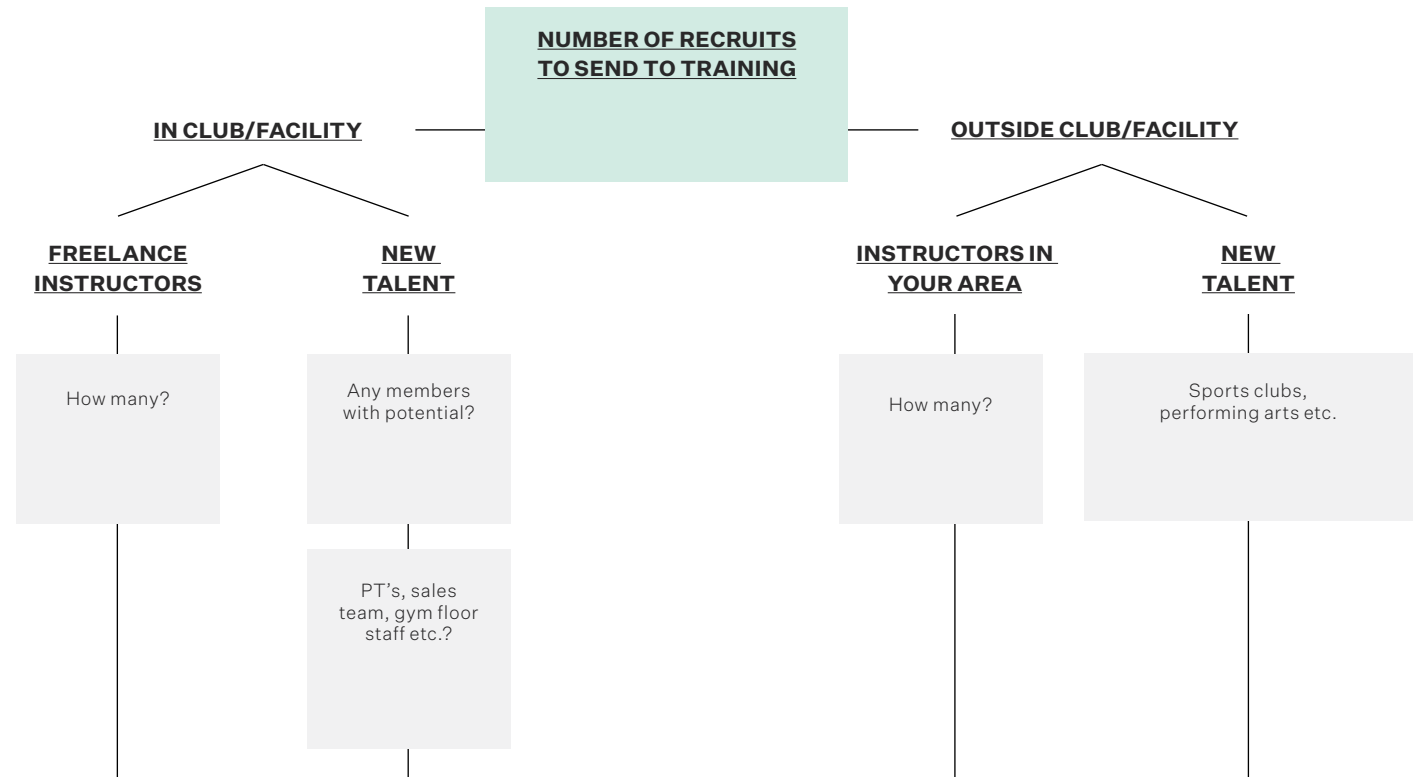 NUMBER OF RECRUITS
TO SEND TO TRAINING
IN CLUB/FACILITY
OUTSIDE CLUB/FACILITY
FREELANCE
INSTRUCTORS
NEW
TALENT
INSTRUCTORS IN
YOUR AREA
NEW
TALENT
How many?
Any members
with potential?
PT’s, sales
team, gym floor
staff etc.?
How many?
Sports clubs,
performing arts etc.